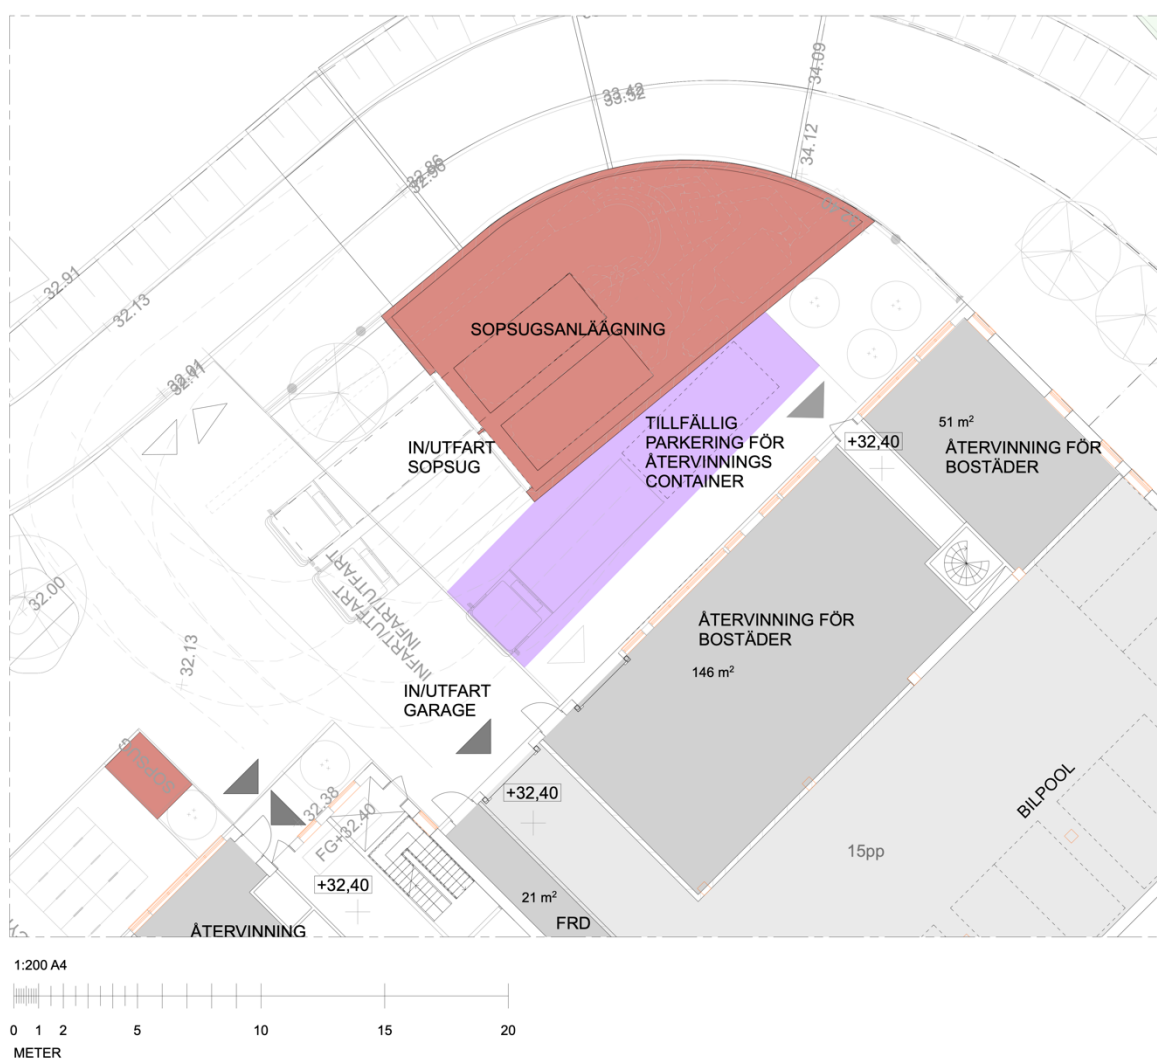 34.09
33.42
33.52
34.12
32.86
32.96
32.91
32.13
32.01
32.11
SOPSUGSANLÄÄGNING
TILLFÄLLIG
PARKERING FÖR
ÅTERVINNINGS
CONTAINER
IN/UTFART
SOPSUG
51 m²
ÅTERVINNING FÖR
BOSTÄDER
+32,40
INFART/UTFART
INFART/UTFART
32.00
32.13
ÅTERVINNING FÖR
BOSTÄDER
146 m²
IN/UTFART
GARAGE
+32,40
BILPOOL
15pp
32.38
FG+32.40
+32,40
21 m²
FRD
ÅTERVINNING
1:200 A4
0 1 2 5 10 15 20
METER